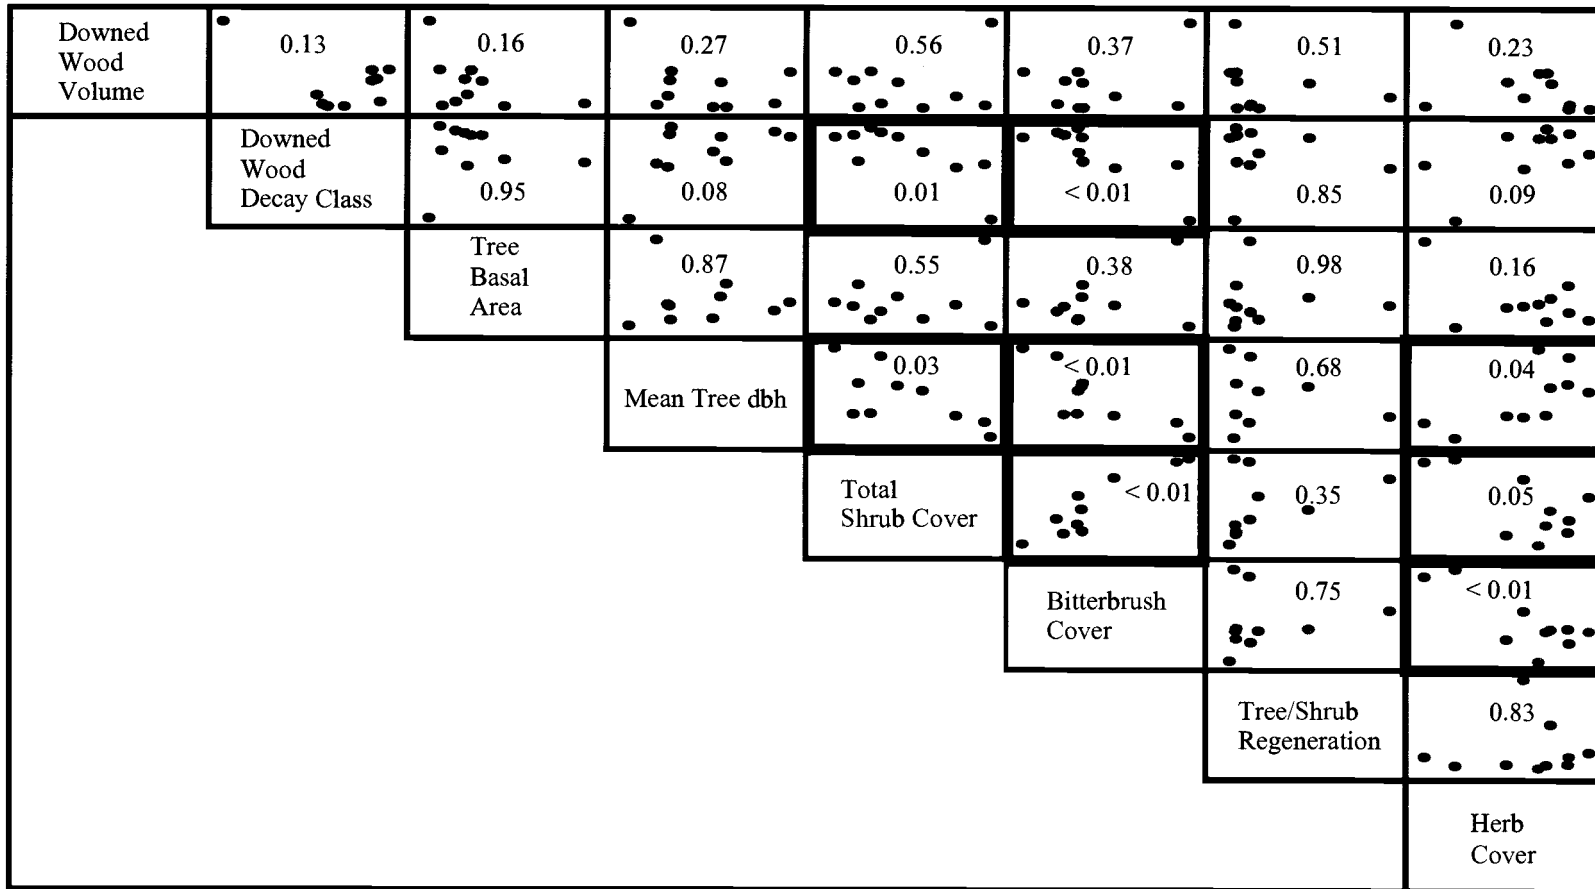 Downed
Wood
Volume
0.13
0.16
0.27
0.56
0.37
0.51
0.23
Downed
Wood
Decay Class
0.95
0.08
0.01
< 0.01
0.85
0.09
Tree
Basal
Area
0.87
0.55
0.38
0.98
0.16
Mean Tree dbh
0.03
< 0.01
0.68
0.04
Total
Shrub Cover
< 0.01
0.35
0.05
Bitterbrush
Cover
0.75
< 0.01
Tree/Shrub
Regeneration
0.83
Herb
Cover